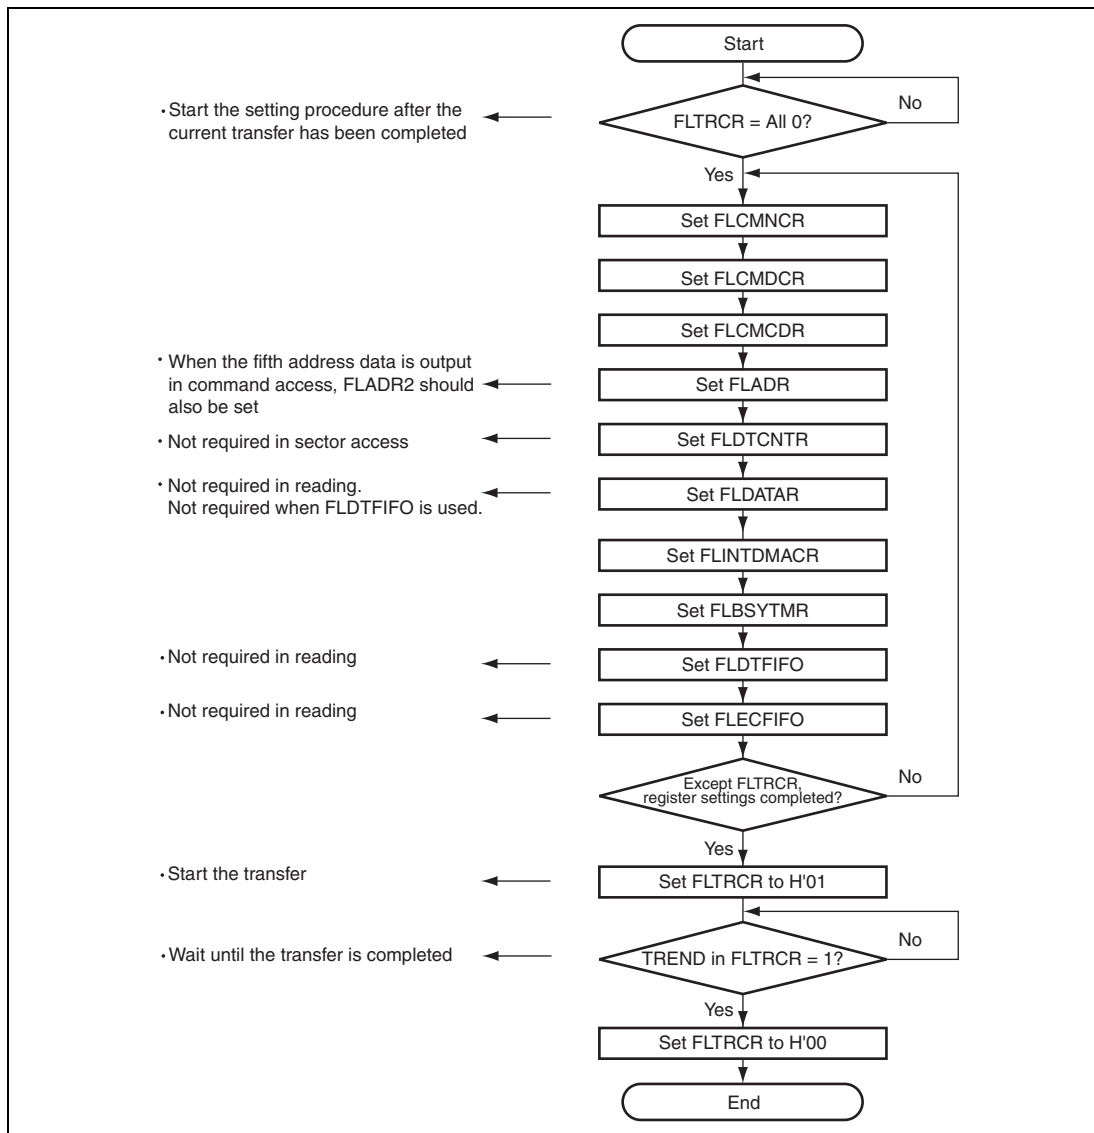 Start
No
· Start the setting procedure after the
current transfer has been completed
FLTRCR = All 0?
Yes
Set FLCMNCR
Set FLCMDCR
Set FLCMCDR
· When the fifth address data is output
in command access, FLADR2 should
also be set
Set FLADR
· Not required in sector access
Set FLDTCNTR
· Not required in reading.
Not required when FLDTFIFO is used.
Set FLDATAR
Set FLINTDMACR
Set FLBSYTMR
· Not required in reading
Set FLDTFIFO
· Not required in reading
Set FLECFIFO
Except FLTRCR,
register settings completed?
No
Yes
· Start the transfer
Set FLTRCR to H'01
No
· Wait until the transfer is completed
TREND in FLTRCR = 1?
Yes
Set FLTRCR to H'00
End